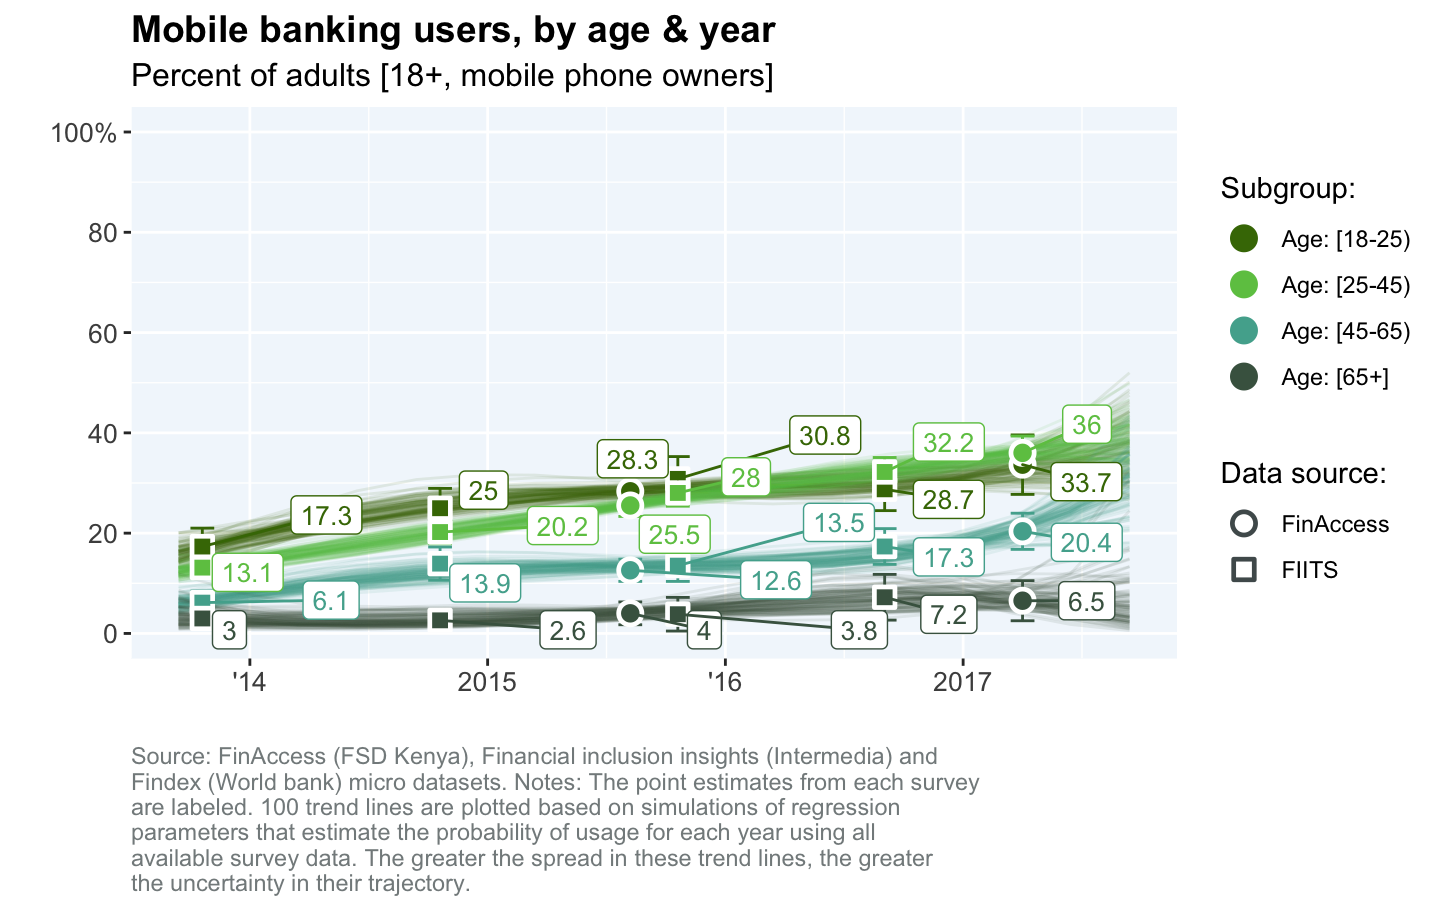 Mobile banking users, by age & year
Percent of adults [18+, mobile phone owners]
100%
80
60
40
20
0
'14
2015
'16
2017
17.3
25
28.3
30.8
28.7
33.7
13.1
20.2
25.5
28
32.2
36
6.1
13.9
12.6
13.5
17.3
20.4
3
2.6
4
3.8
7.2
6.5
Subgroup:
Age: [18-25)
Age: [25-45)
Age: [45-65)
Age: [65+]
Data source:
FinAccess
FIITS
Source: FinAccess (FSD Kenya), Financial inclusion insights (Intermedia) and
Findex (World bank) micro datasets. Notes: The point estimates from each survey
are labeled. 100 trend lines are plotted based on simulations of regression
parameters that estimate the probability of usage for each year using all
available survey data. The greater the spread in these trend lines, the greater
the uncertainty in their trajectory.